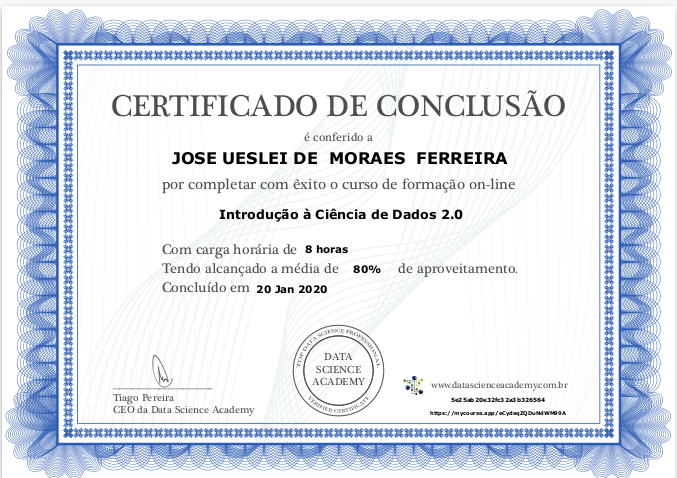 CERTIFICADO DE CONCLUSÃO
é conferido a
JOSE UESLEI DE MORAES FERREIRA
por completar com êxito o curso de formação on-line
Introdução à Ciência de Dados 2.0
Com carga horária de 8 horas
Tendo alcançado a média de 80% de aproveitamento.
Concluído em 20 Jan 2020
TOP DATA SCIENCE PROFESSIONAL
DATA
SCIENCE
ACADEMY
VERIFIED CERTIFICATE
Tiago Pereira
CEO da Data Science Academy
www.datascienceacademy.com.br
5e25ab20e32fc32a3b326564
https://mycourse.app/eCydeqZQDuNdWM99A